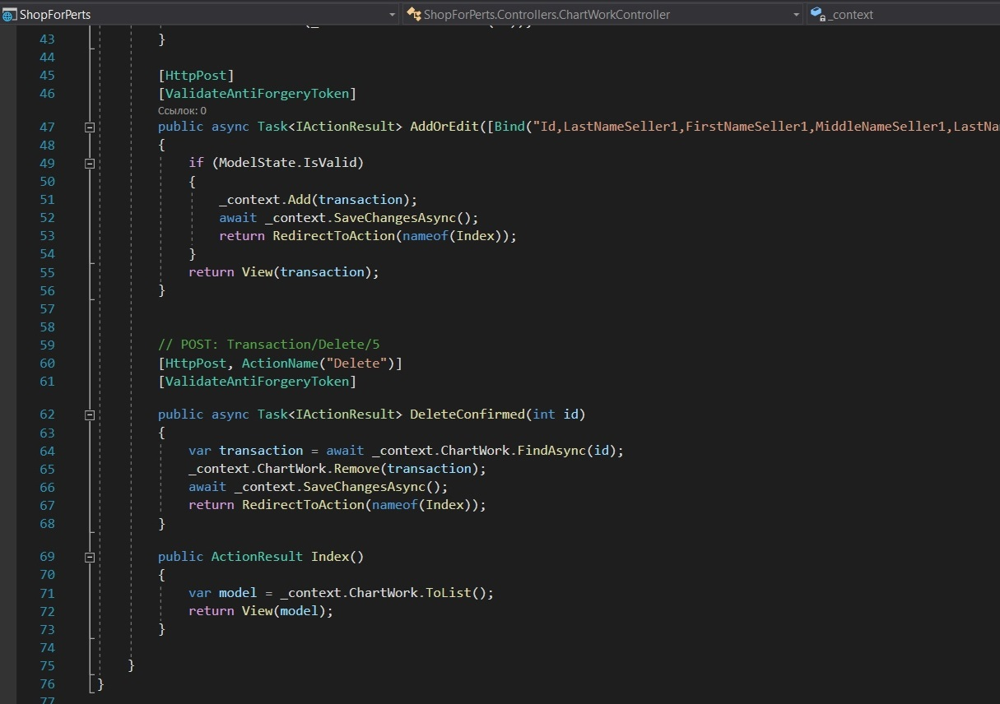 ShopForPerts ShopForPerts.Controllers.ChartWorkController _context
43 }
44
45 [HttpPost]
46 [ValidateAntiForgeryToken]
Ссылок: 0
47 public async Task<IActionResult> AddOrEdit([Bind("Id,LastNameSeller1,FirstNameSeller1,MiddleNameSeller1,LastNa
48 {
49 if (ModelState.IsValid)
50 {
51 _context.Add(transaction);
52 await _context.SaveChangesAsync();
53 return RedirectToAction(nameof(Index));
54 }
55 return View(transaction);
56 }
57
58
59 // POST: Transaction/Delete/5
60 [HttpPost, ActionName("Delete")]
61 [ValidateAntiForgeryToken]
62 public async Task<IActionResult> DeleteConfirmed(int id)
63 {
64 var transaction = await _context.ChartWork.FindAsync(id);
65 _context.ChartWork.Remove(transaction);
66 await _context.SaveChangesAsync();
67 return RedirectToAction(nameof(Index));
68 }
69 public ActionResult Index()
70 {
71 var model = _context.ChartWork.ToList();
72 return View(model);
73 }
74
75 }
76 }
77